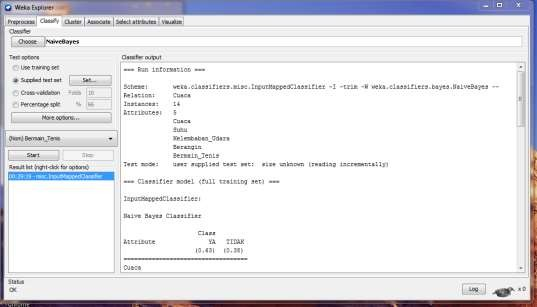 Weka Explorer
Preprocess Classify Cluster Associate Select attributes Visualize
Classifier
Choose NaiveBayes
Test options
Use training set
Supplied test set Set...
Cross-validation Folds 10
Percentage split % 66
More options...
(Nom) Bermain_Tenis
Start Stop
Result list (right-click for options)
00:29:19 - misc.InputMappedClassifier
Classifier output
=== Run information ===
Scheme: weka.classifiers.misc.InputMappedClassifier -I -trim -W weka.classifiers.bayes.NaiveBayes --
Relation: Cuaca
Instances: 14
Attributes: 5
Cuaca
Suhu
Kelembaban_Udara
Berangin
Bermain_Tenis
Test mode: user supplied test set: size unknown (reading incrementally)
=== Classifier model (full training set) ===
InputMappedClassifier:
Naive Bayes Classifier
Class
Attribute YA TIDAK
(0.63) (0.38)
===================================
Cuaca
Status
OK
Log x 0